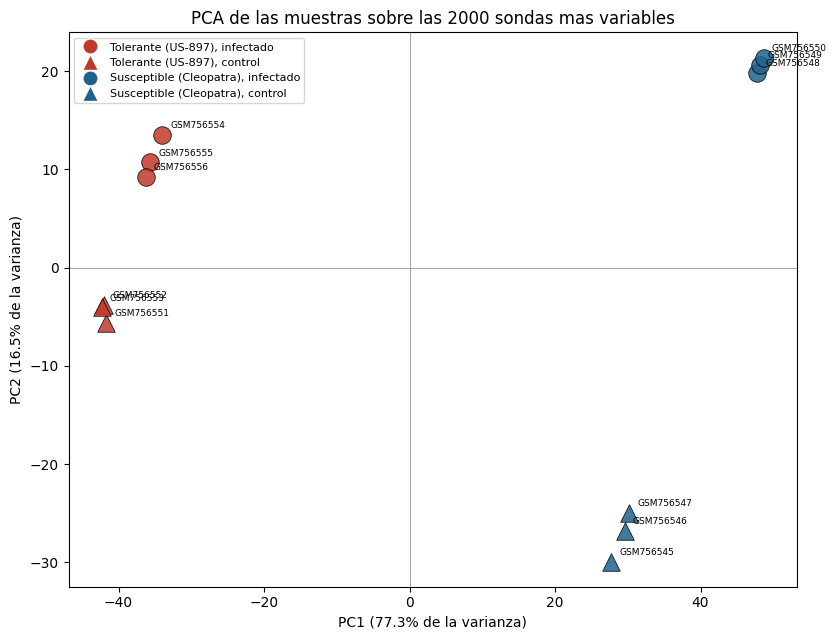 PCA de las muestras sobre las 2000 sondas mas variables
Tolerante (US-897), infectado
Tolerante (US-897), control
Susceptible (Cleopatra), infectado
Susceptible (Cleopatra), control
GSM756550
GSM756549
GSM756548
GSM756554
GSM756555
GSM756556
GSM756552
GSM756553
GSM756551
GSM756547
GSM756546
GSM756545
PC2 (16.5% de la varianza)
20
10
0
−10
−20
−30
−40
−20
0
20
40
PC1 (77.3% de la varianza)